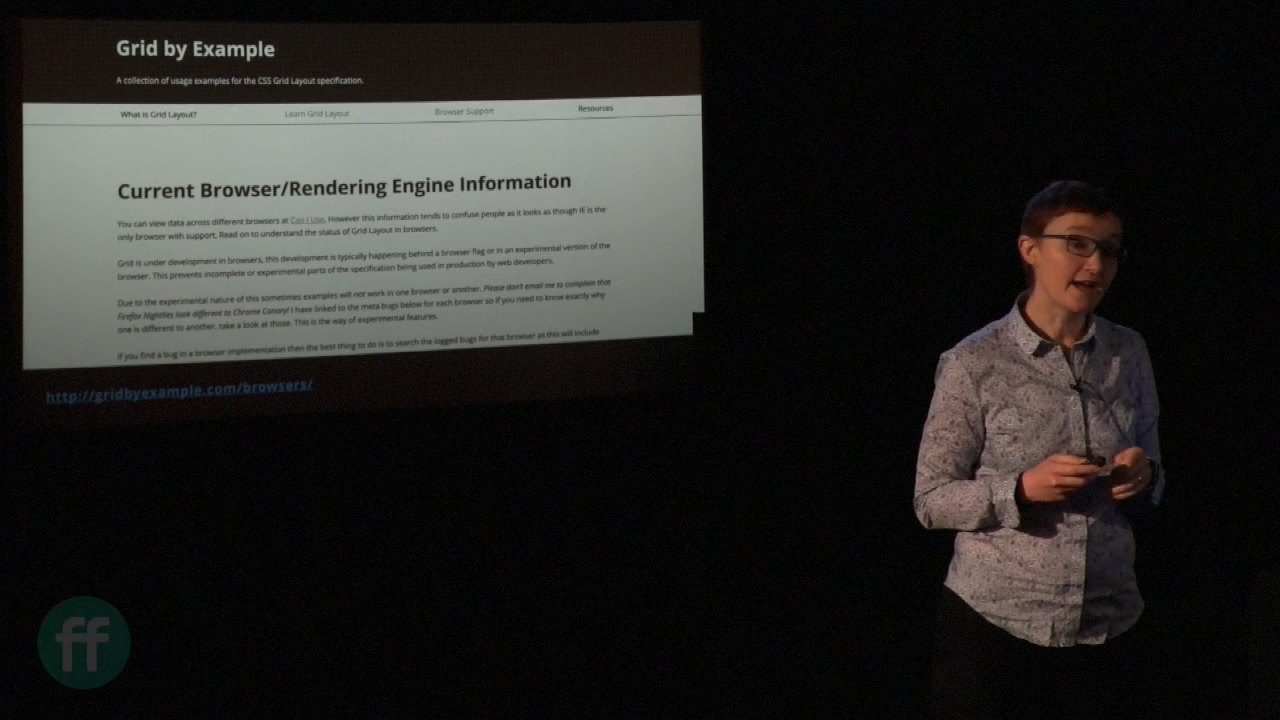 Grid by Example
A collection of usage examples for the CSS Grid Layout specification.
What is Grid Layout? Learn Grid Layout Browser Support Resources
Current Browser/Rendering Engine Information
You can view data across different browsers at Can I Use. However this information tends to confuse people as it looks as though IE is the
only browser with support. Read on to understand the status of Grid Layout in browsers.
Grid is under development in browsers, this development is typically happening behind a browser flag or in an experimental version of the
browser. This prevents incomplete or experimental parts of the specification being used in production by web developers.
Due to the experimental nature of this sometimes examples will not work in one browser or another. Please don't email me to complain that
Firefox Nightlies look different to Chrome Canary! I have linked to the meta bugs below for each browser so if you need to know exactly why
one is different to another, take a look at those. This is the way of experimental features.
If you find a bug in a browser implementation then the best thing to do is to search the logged bugs for that browser as this will include
http://gridbyexample.com/browsers/
ff